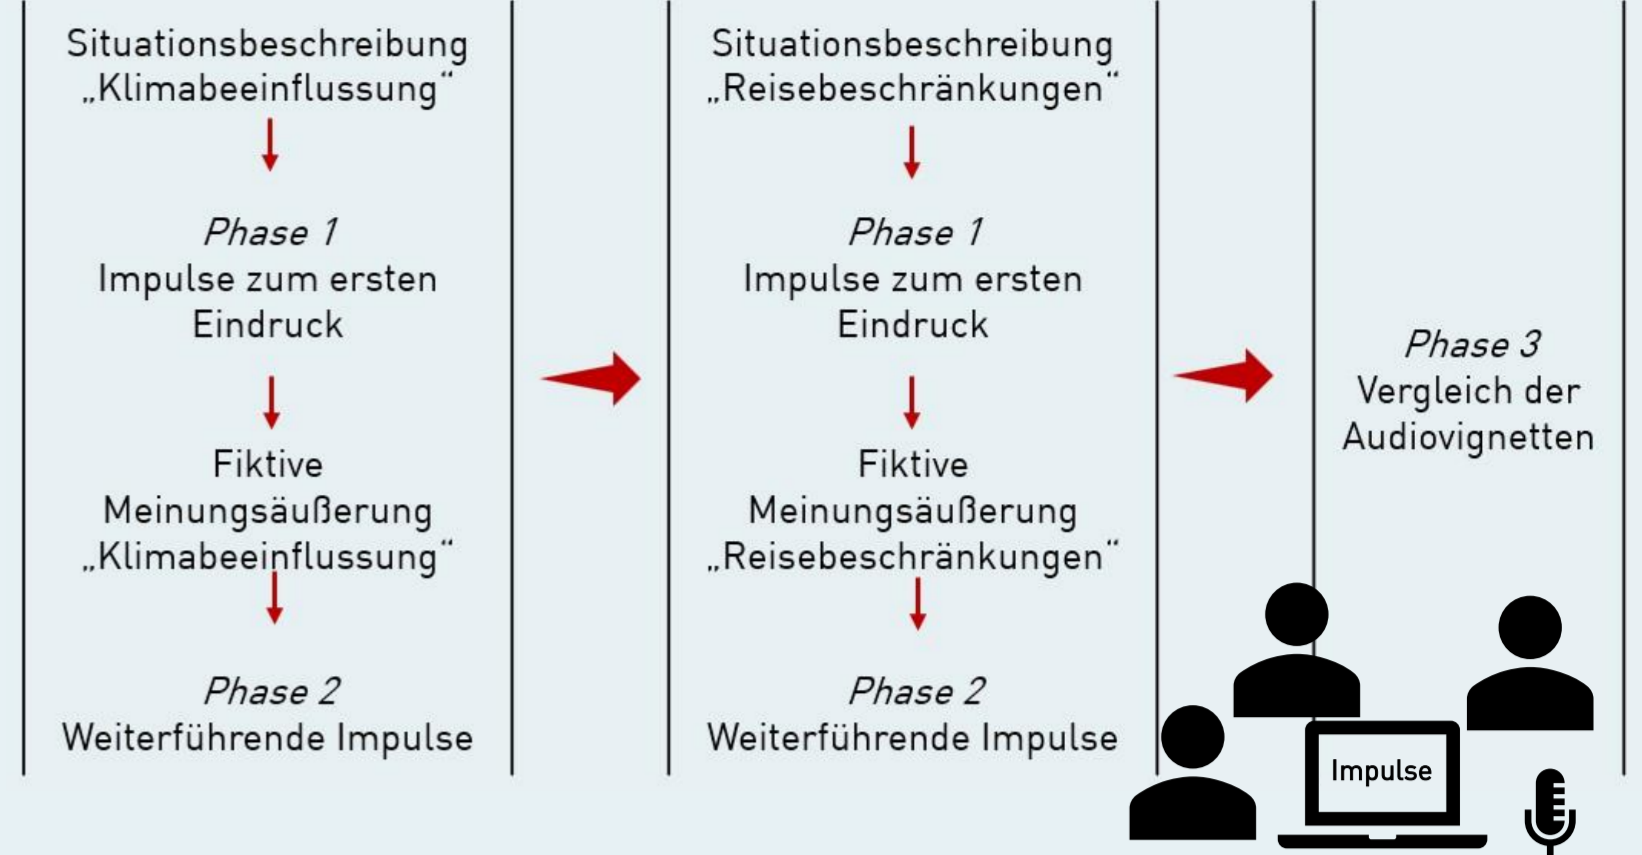 Situationsbeschreibung
„Klimabeeinflussung“
Phase 1
Impulse zum ersten
Eindruck
Fiktive
Meinungsäußerung
„Klimabeeinflussung“
Phase 2
Weiterführende Impulse
Situationsbeschreibung
„Reisebeschränkungen“
Phase 1
Impulse zum ersten
Eindruck
Fiktive
Meinungsäußerung
„Reisebeschränkungen“
Phase 2
Weiterführende Impulse
Phase 3
Vergleich der
Audiovignetten
Impulse